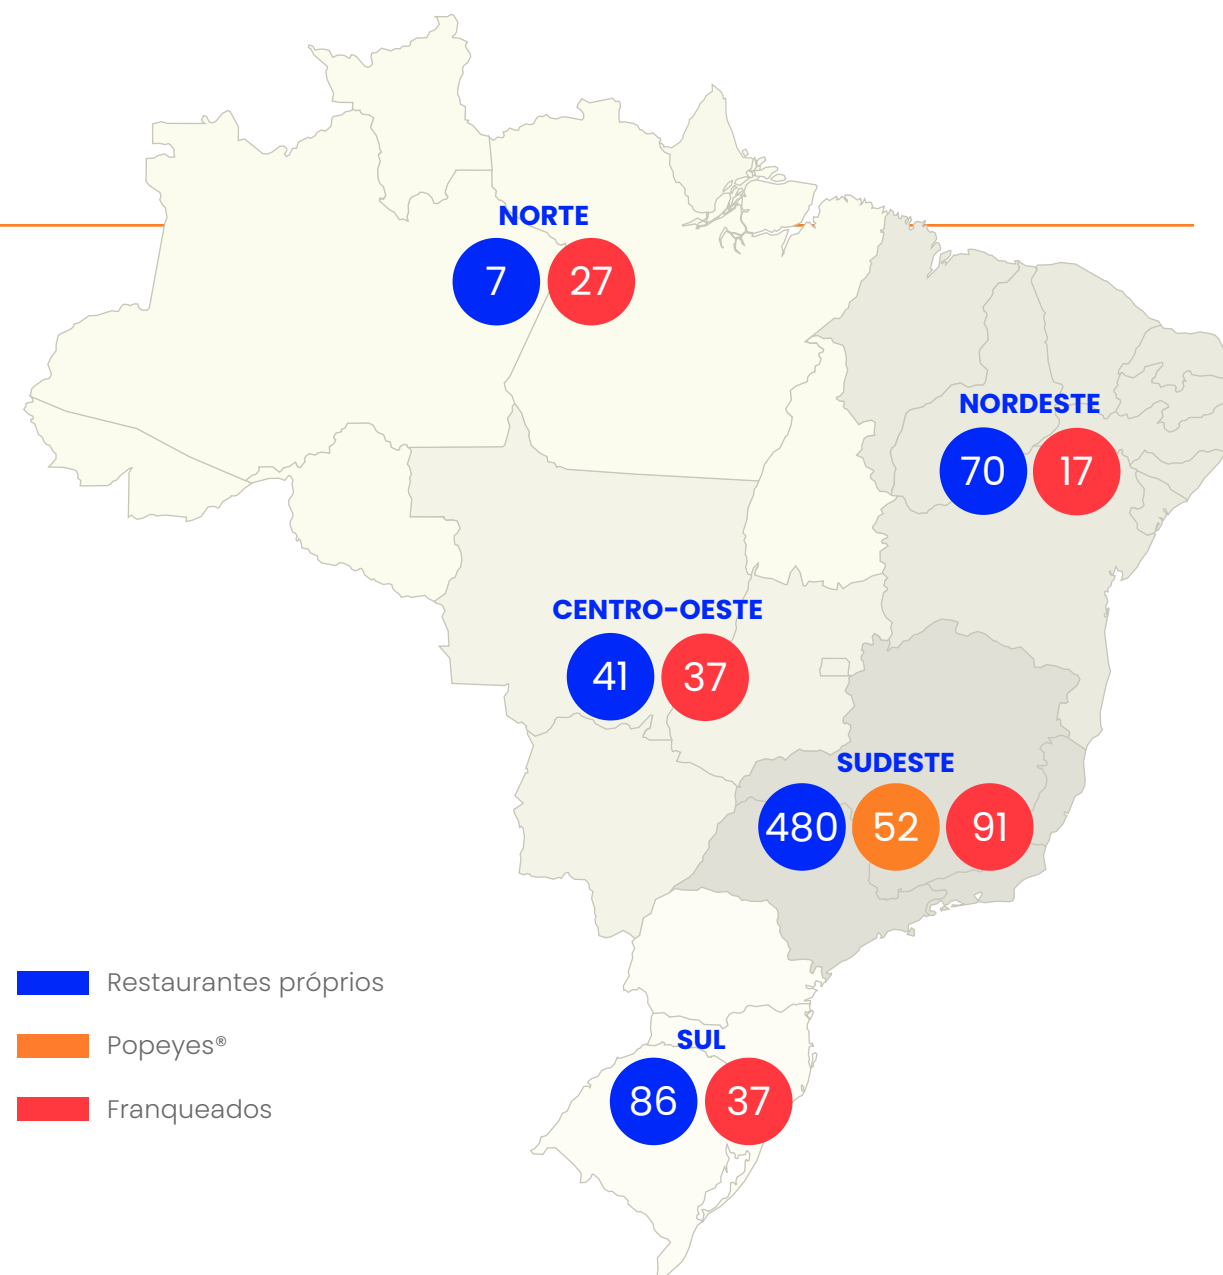 NORTE
7 27
NORDESTE
70 17
CENTRO-OESTE
41 37
SUDESTE
480 52 91
Restaurantes próprios
Popeyes®
Franqueados
SUL
86 37